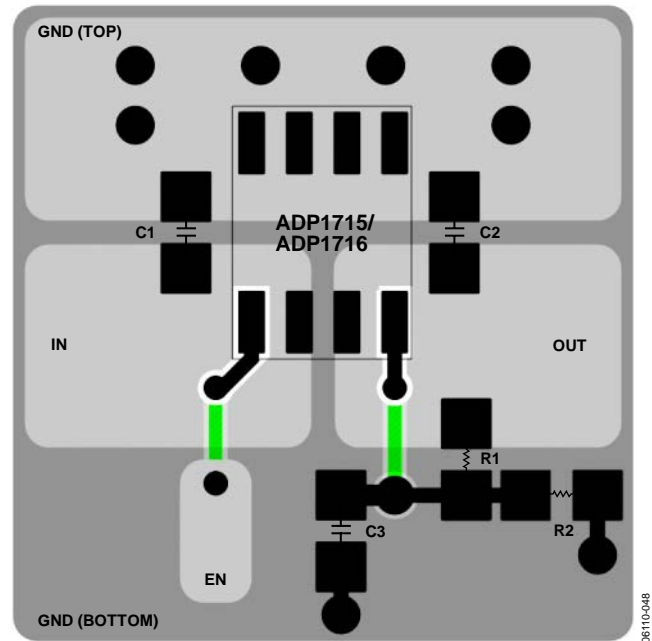 GND (TOP)
C1
ADP1715/
ADP1716
C2
IN
OUT
R1
C3
R2
EN
GND (BOTTOM)
06110-048